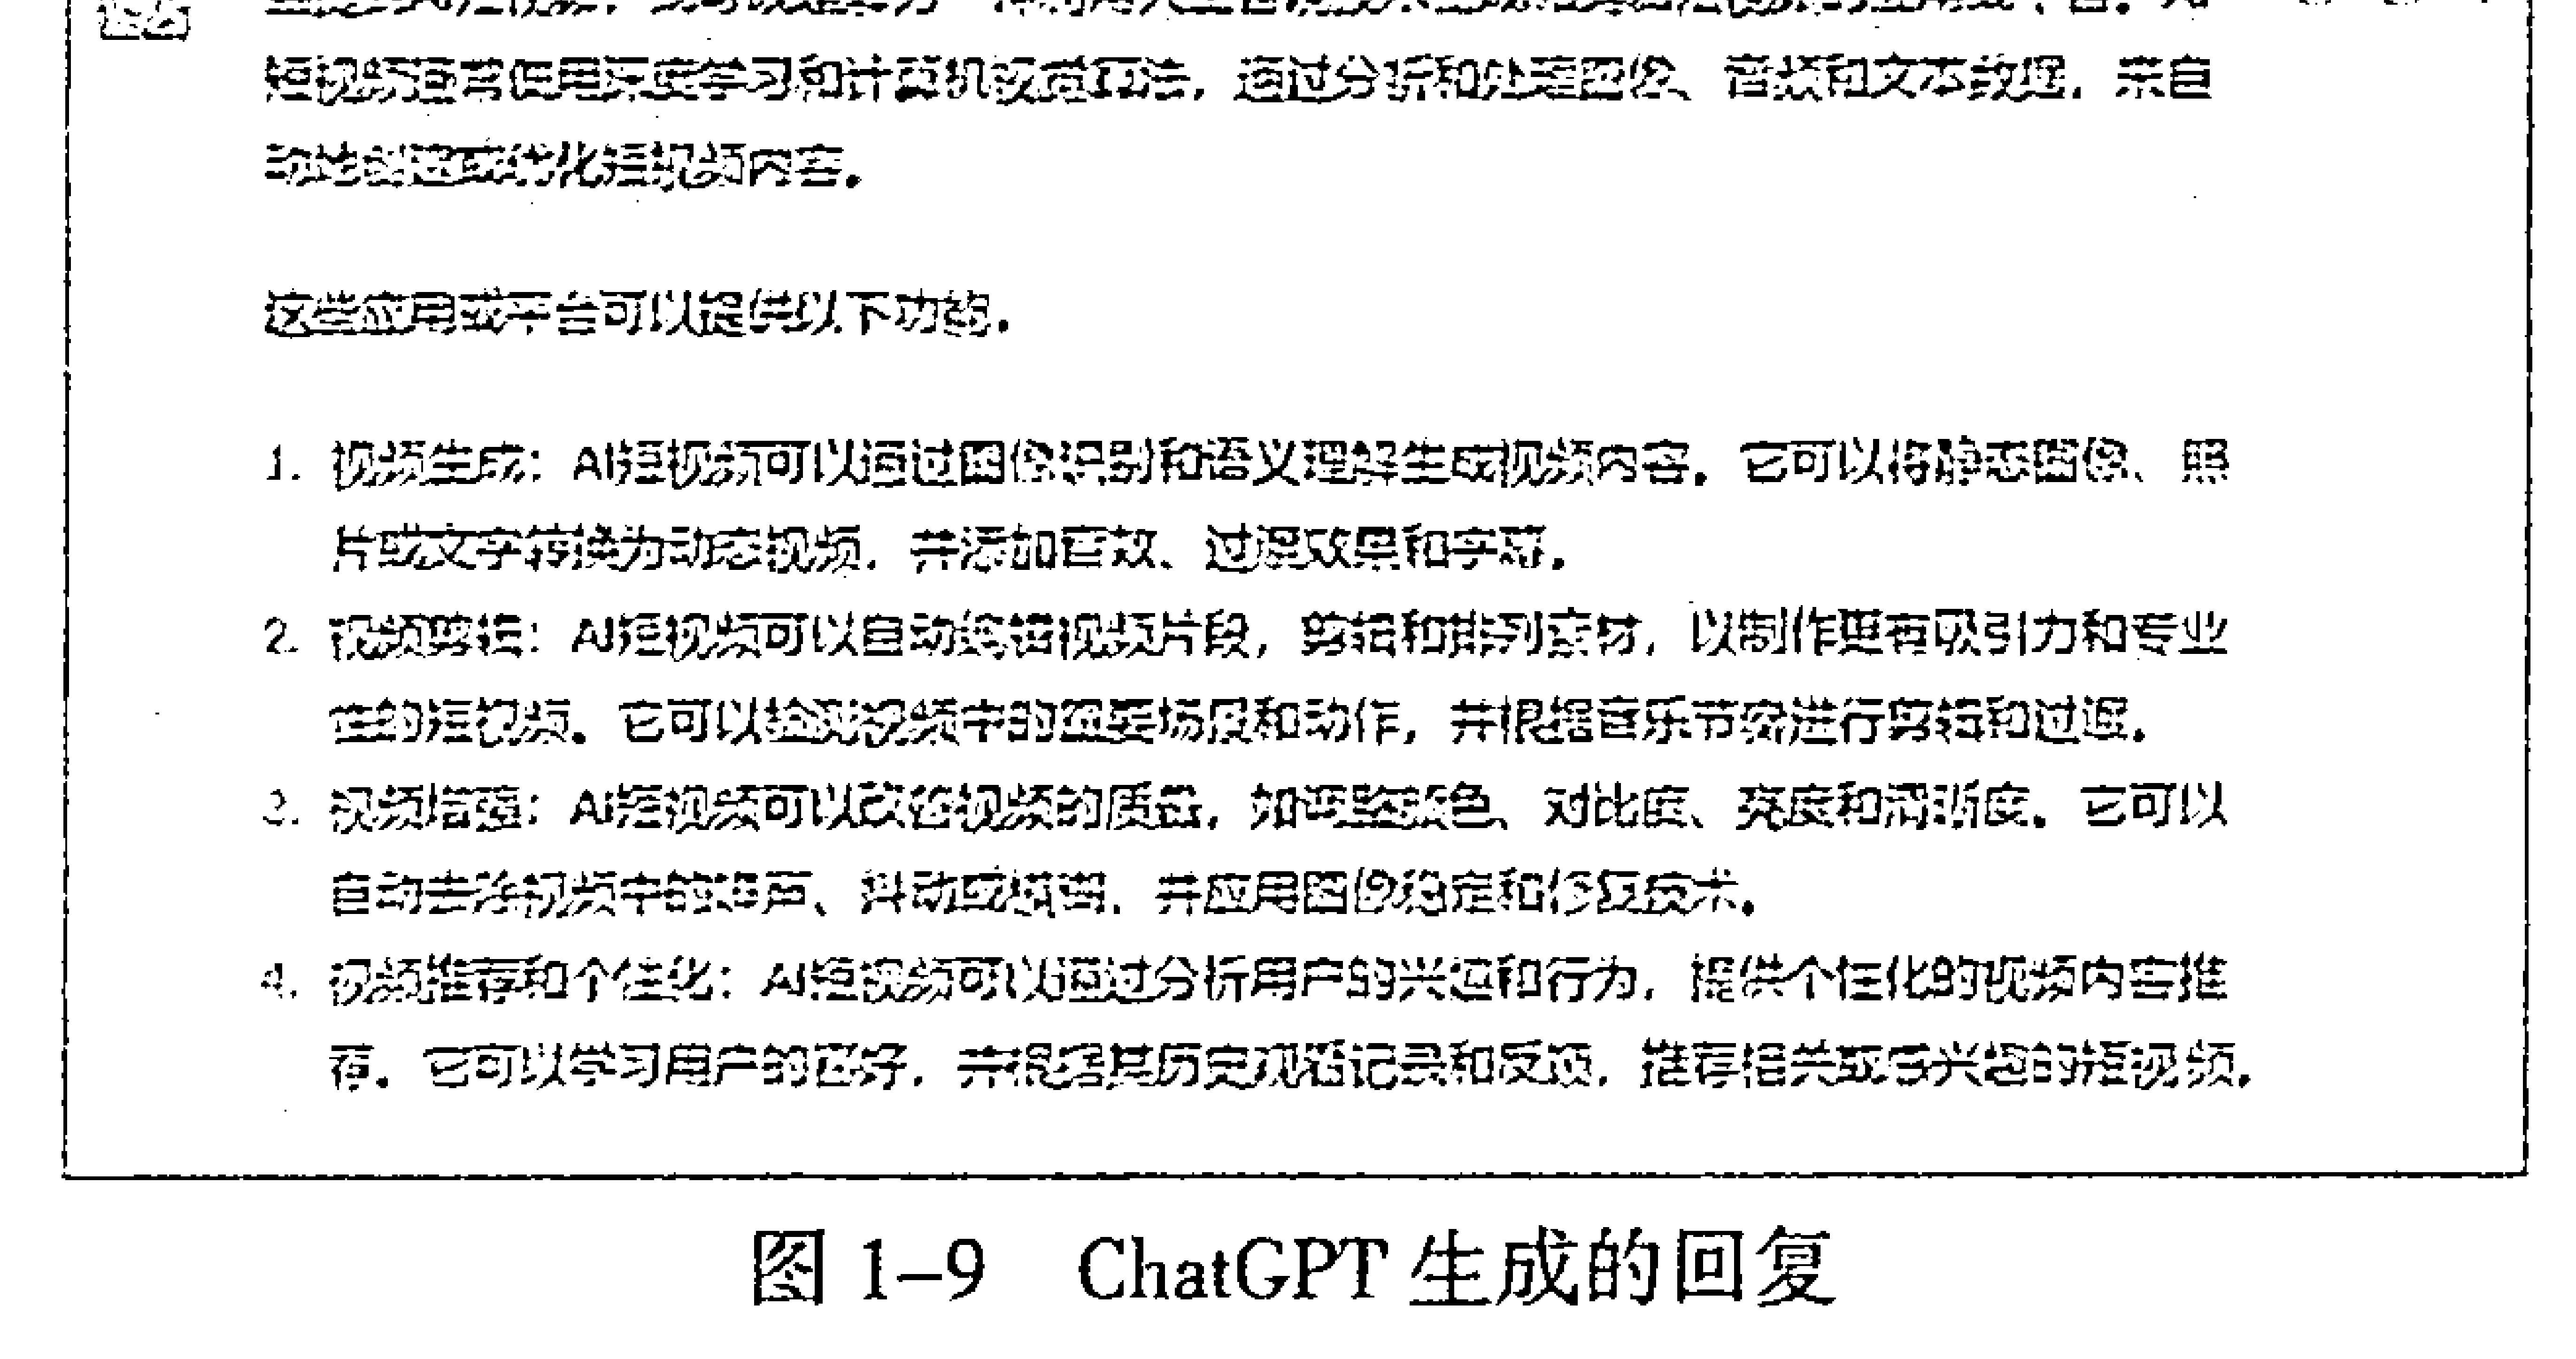 短视频通常使用深度学习和计算机视觉算法，通过分析和处理图像、音频和文本数据，来自
动地创造或优化短视频内容。
这些应用或平台可以提供以下功能。
1. 视频生成：AI短视频可以通过图像识别和语义理解生成视频内容。它可以将静态图像、照
片或文字转换为动态视频，并添加音效、过渡效果和字幕。
2. 视频剪辑：AI短视频可以自动编辑视频片段，剪辑和排列素材，以制作更有吸引力和专业
性的短视频。它可以检测视频中的重要场景和动作，并根据音乐节奏进行剪辑和过渡。
3. 视频增强：AI短视频可以改善视频的质量，如调整颜色、对比度、亮度和清晰度。它可以
自动去除视频中的噪声、抖动或模糊，并应用图像稳定和修复技术。
4. 视频推荐和个性化：AI短视频可以通过分析用户的兴趣和行为，提供个性化的视频内容推
荐。它可以学习用户的喜好，并根据其历史观看记录和反馈，推荐相关或感兴趣的短视频。
图 1–9 ChatGPT 生成的回复